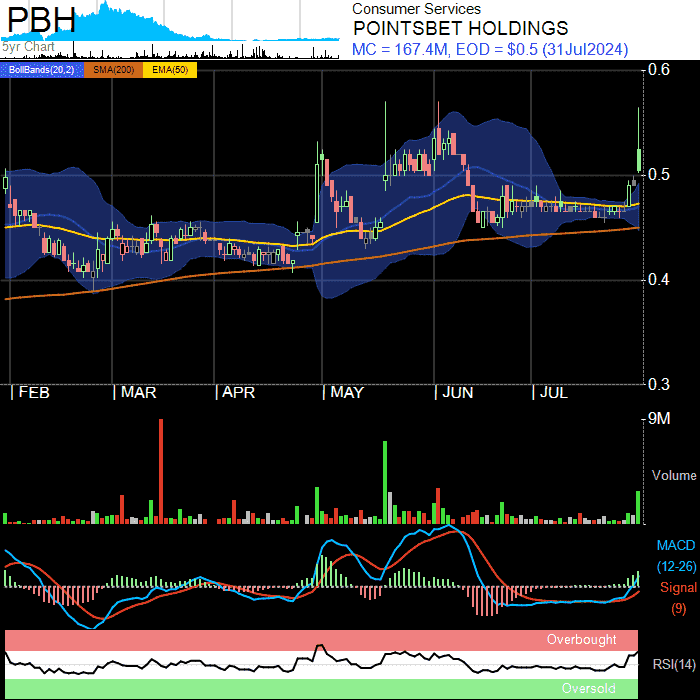 PBH
5yr Chart
Consumer Services
POINTSBET HOLDINGS
MC = 167.4M, EOD = $0.5 (31Jul2024)
BollBands(20,2) SMA(200) EMA(50)
0.6
0.5
0.4
0.3
| FEB | MAR | APR | MAY | JUN | JUL
9M
Volume
MACD
(12-26)
Signal
(9)
Overbought
RSI(14)
Oversold